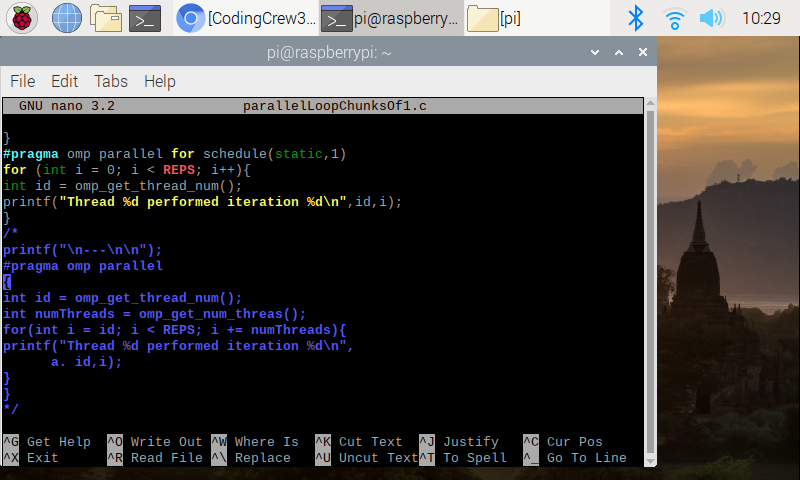 [CodingCrew3...
pi@raspberry...
[pi]
10:29
pi@raspberrypi: ~
File Edit Tabs Help
GNU nano 3.2 parallelLoopChunksOf1.c
}
#pragma omp parallel for schedule(static,1)
for (int i = 0; i < REPS; i++){
int id = omp_get_thread_num();
printf("Thread %d performed iteration %d\n",id,i);
}
/*
printf("\n---\n\n");
#pragma omp parallel
{
int id = omp_get_thread_num();
int numThreads = omp_get_num_threas();
for(int i = id; i < REPS; i += numThreads){
printf("Thread %d performed iteration %d\n",
a. id,i);
}
}
*/
^G Get Help ^O Write Out ^W Where Is ^K Cut Text ^J Justify ^C Cur Pos
^X Exit ^R Read File ^\ Replace ^U Uncut Text ^T To Spell ^_ Go To Line